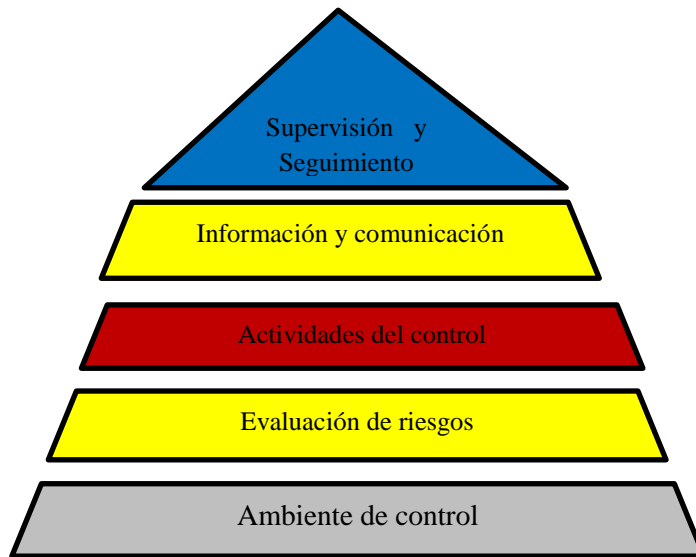 Supervisión y
Seguimiento
Información y comunicación
Actividades del control
Evaluación de riesgos
Ambiente de control